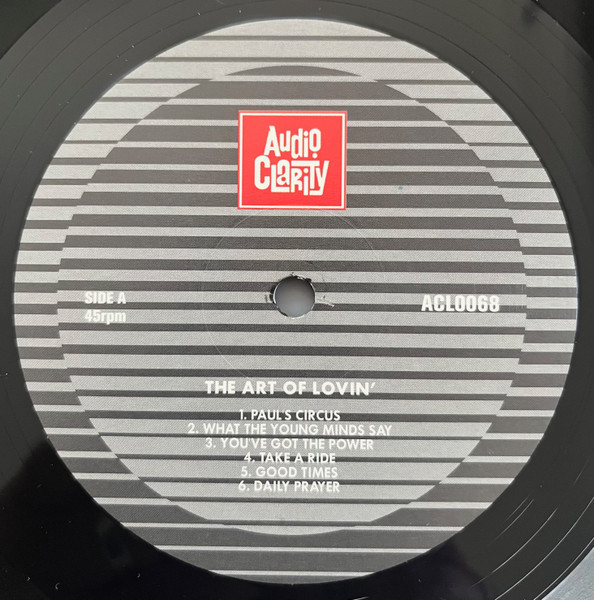 Audio
Clarity
SIDE A
45rpm
ACL0068
THE ART OF LOVIN'
1. PAUL'S CIRCUS
2. WHAT THE YOUNG MINDS SAY
3. YOU'VE GOT THE POWER
4. TAKE A RIDE
5. GOOD TIMES
6. DAILY PRAYER